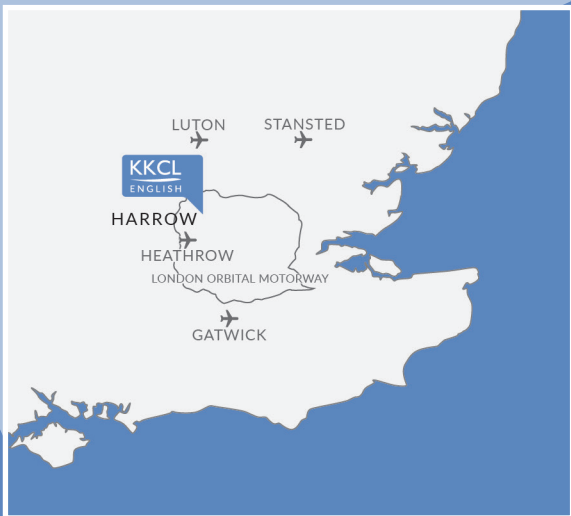 LUTON
STANSTED
KKCL
ENGLISH
HARROW
HEATHROW
LONDON ORBITAL MOTORWAY
GATWICK